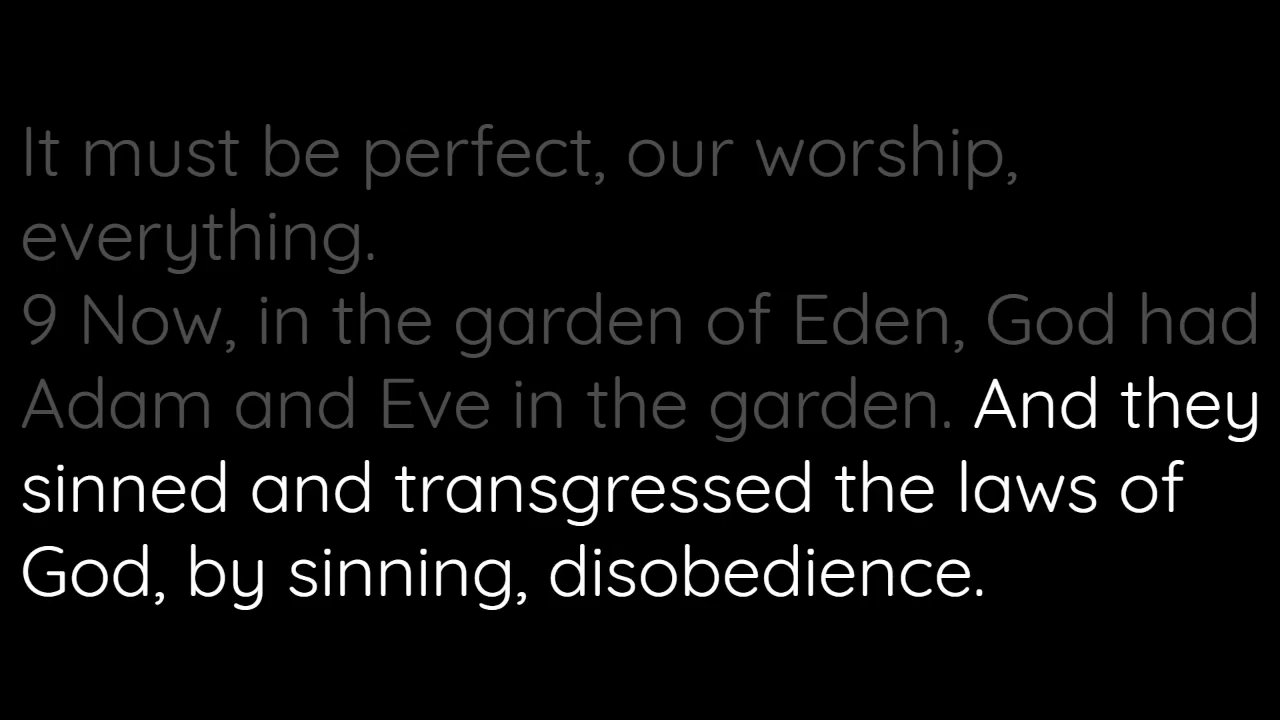 It must be perfect, our worship,
everything.
9 Now, in the garden of Eden, God had
Adam and Eve in the garden. And they
sinned and transgressed the laws of
God, by sinning, disobedience.